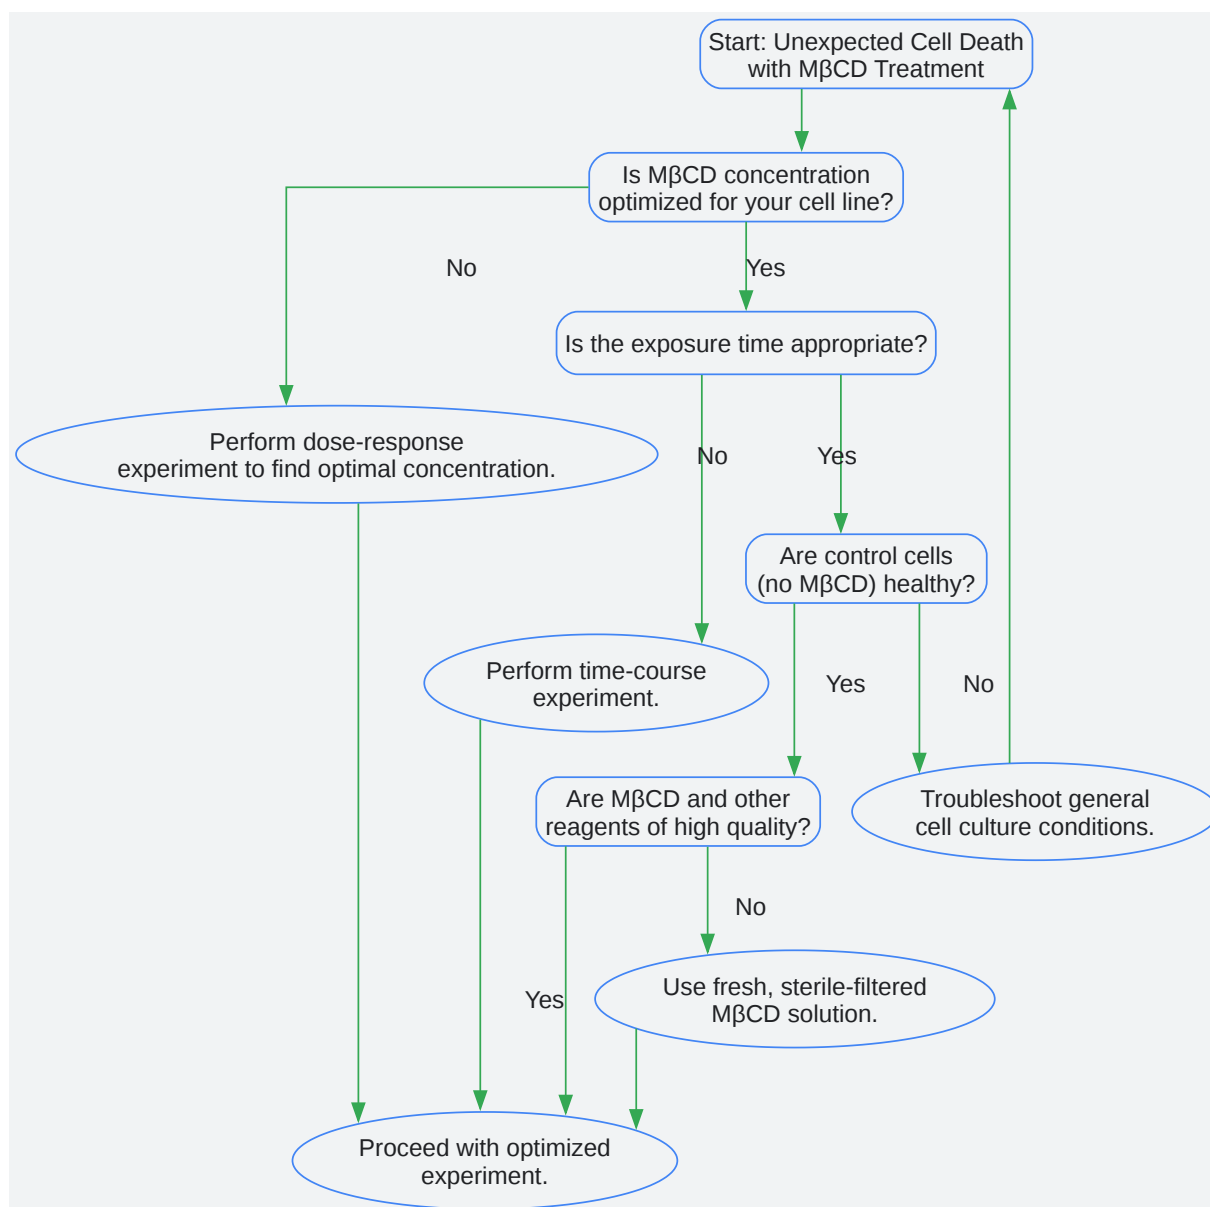 Start: Unexpected Cell Death
with MβCD Treatment
Is MβCD concentration
optimized for your cell line?
No
Yes
Is the exposure time appropriate?
Perform dose-response
experiment to find optimal concentration.
No
Yes
Are control cells
(no MβCD) healthy?
Perform time-course
experiment.
Yes
No
Are MβCD and other
reagents of high quality?
Troubleshoot general
cell culture conditions.
No
Yes
Use fresh, sterile-filtered
MβCD solution.
Proceed with optimized
experiment.